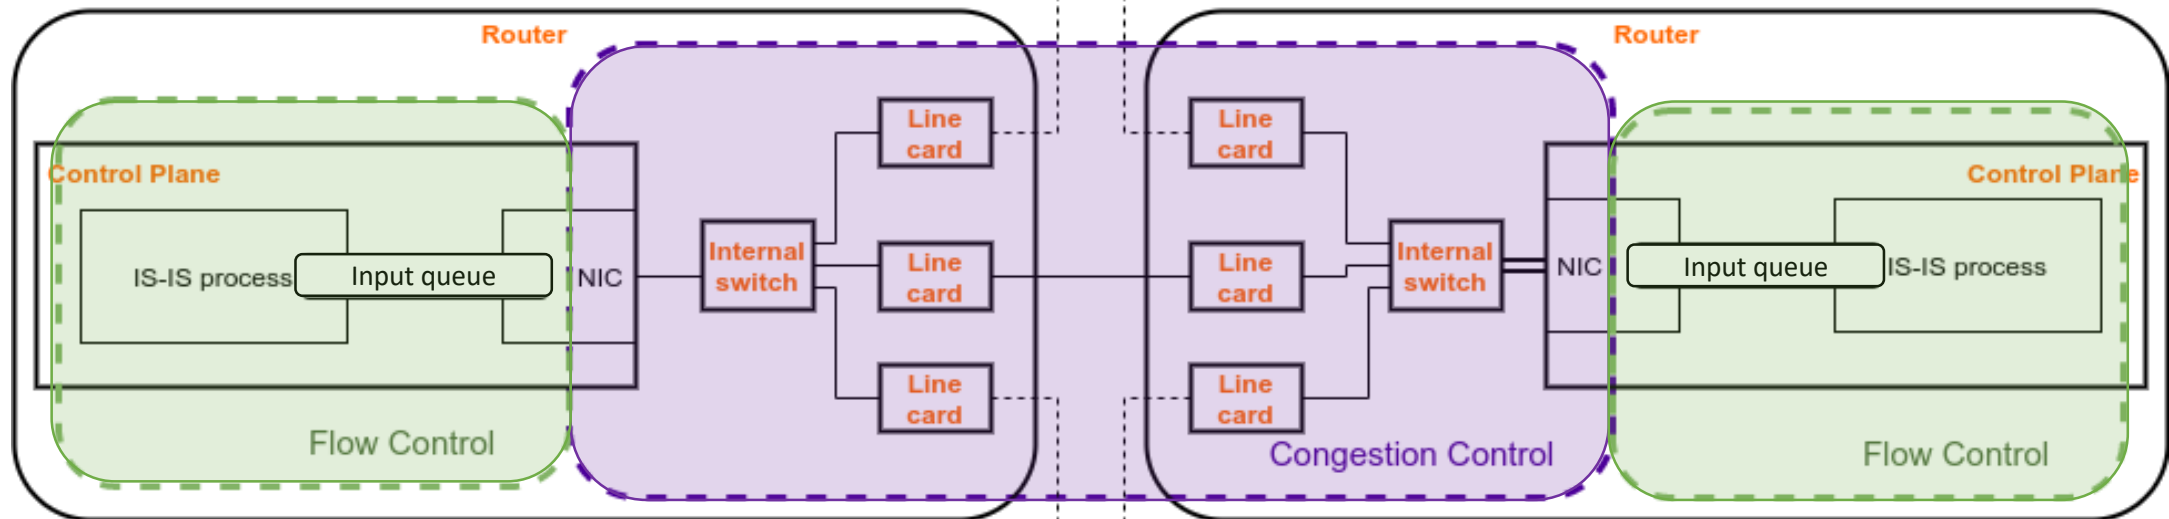 Router
Router
Line
card
Line
card
Control Plane
Control Plane
Internal
switch
Line
card
Line
card
Internal
switch
IS-IS process
Input queue
NIC
NIC
Input queue
IS-IS process
Line
card
Line
card
Flow Control
Congestion Control
Flow Control